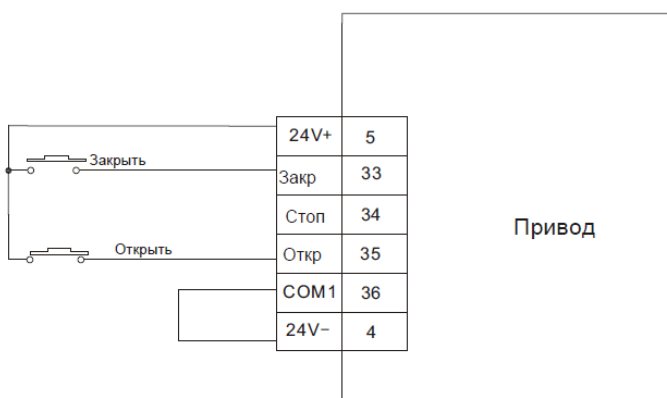 24V+ 5
Закрыть
Закр 33
Стоп 34
Привод
Открыть
Откр 35
COM1 36
24V− 4